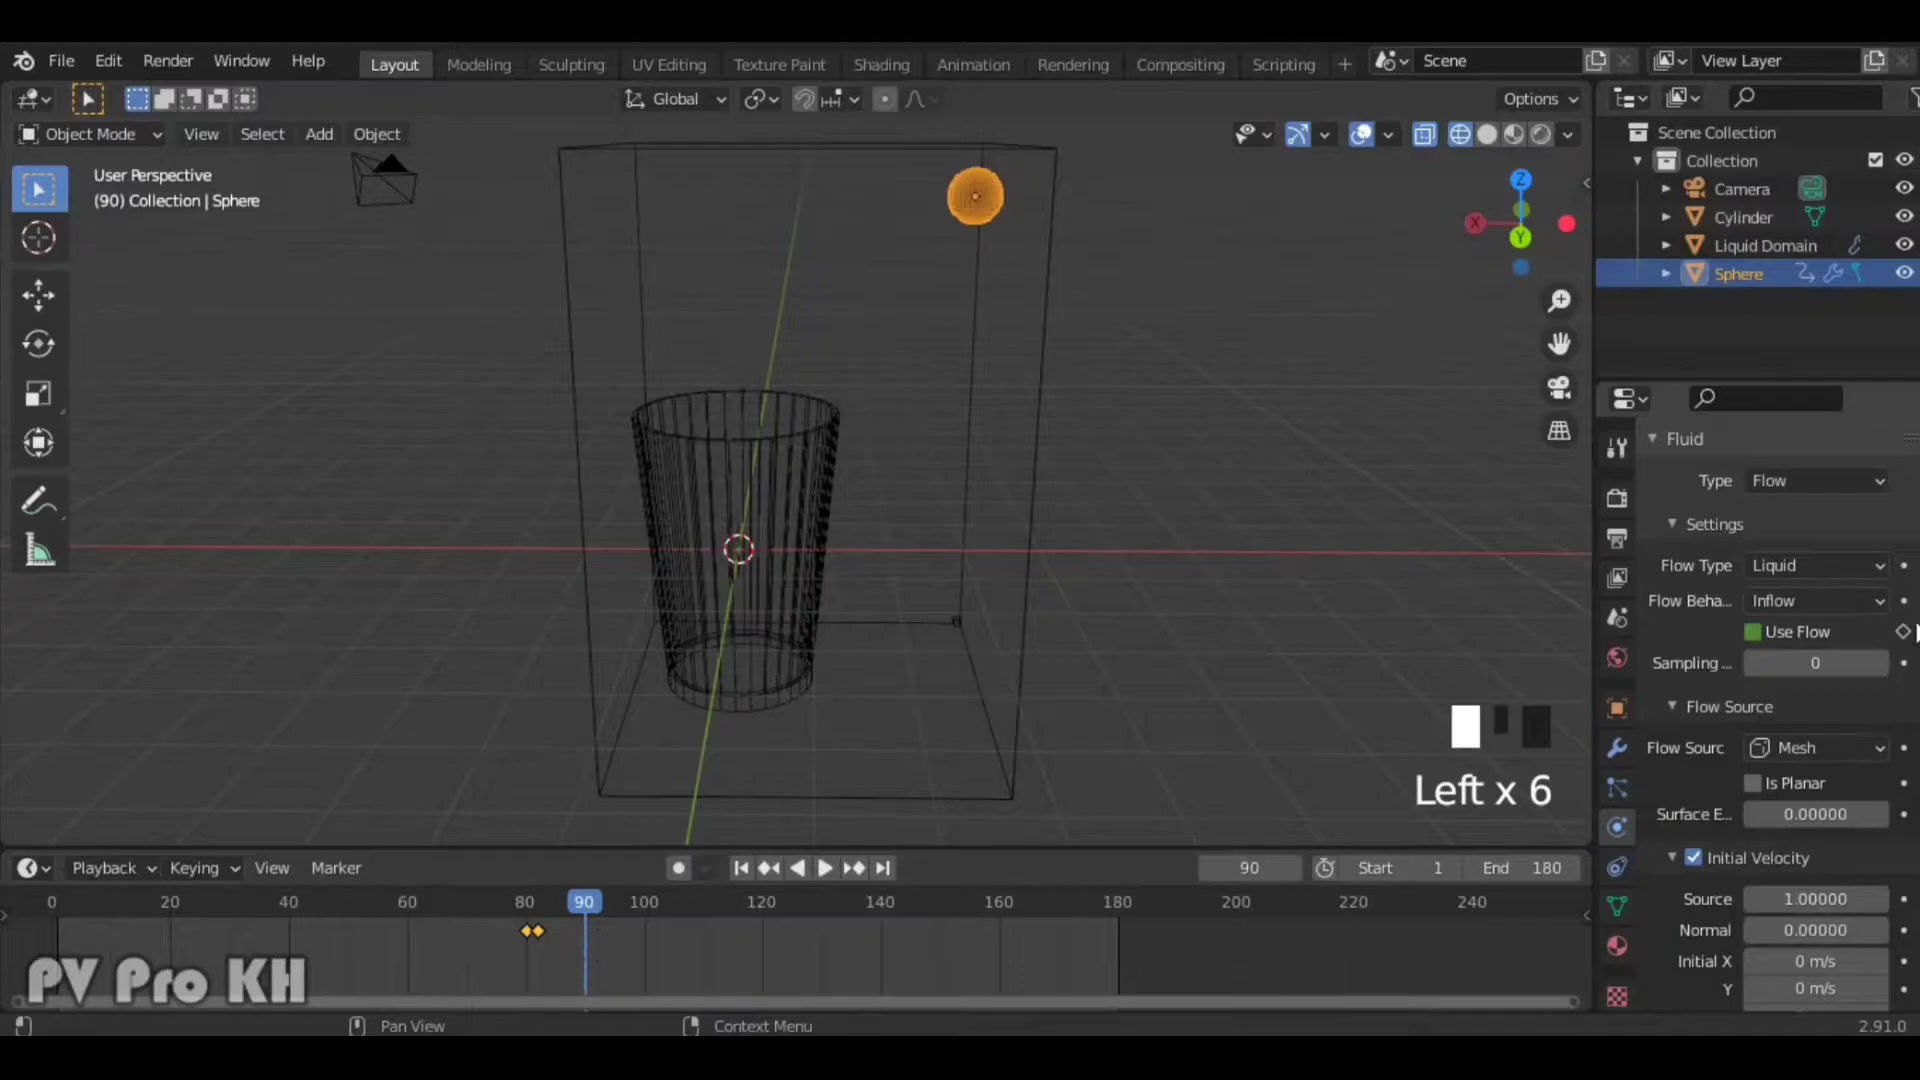 File Edit Render Window Help Layout Modeling Sculpting UV Editing Texture Paint Shading Animation Rendering Compositing Scripting + Scene View Layer
Global Options
Object Mode View Select Add Object
User Perspective
(90) Collection | Sphere
Z
X
Y
Scene Collection
Collection
Camera
Cylinder
Liquid Domain
Sphere
Fluid
Type Flow
Settings
Flow Type Liquid
Flow Beha... Inflow
Use Flow
Sampling ... 0
Flow Source
Flow Sourc Mesh
Is Planar
Surface E... 0.00000
Initial Velocity
Source 1.00000
Normal 0.00000
Initial X 0 m/s
Y 0 m/s
Left x 6
Playback Keying View Marker 90 Start 1 End 180
0 20 40 60 80 90 100 120 140 160 180 200 220 240
PV Pro KH
Pan View Context Menu 2.91.0